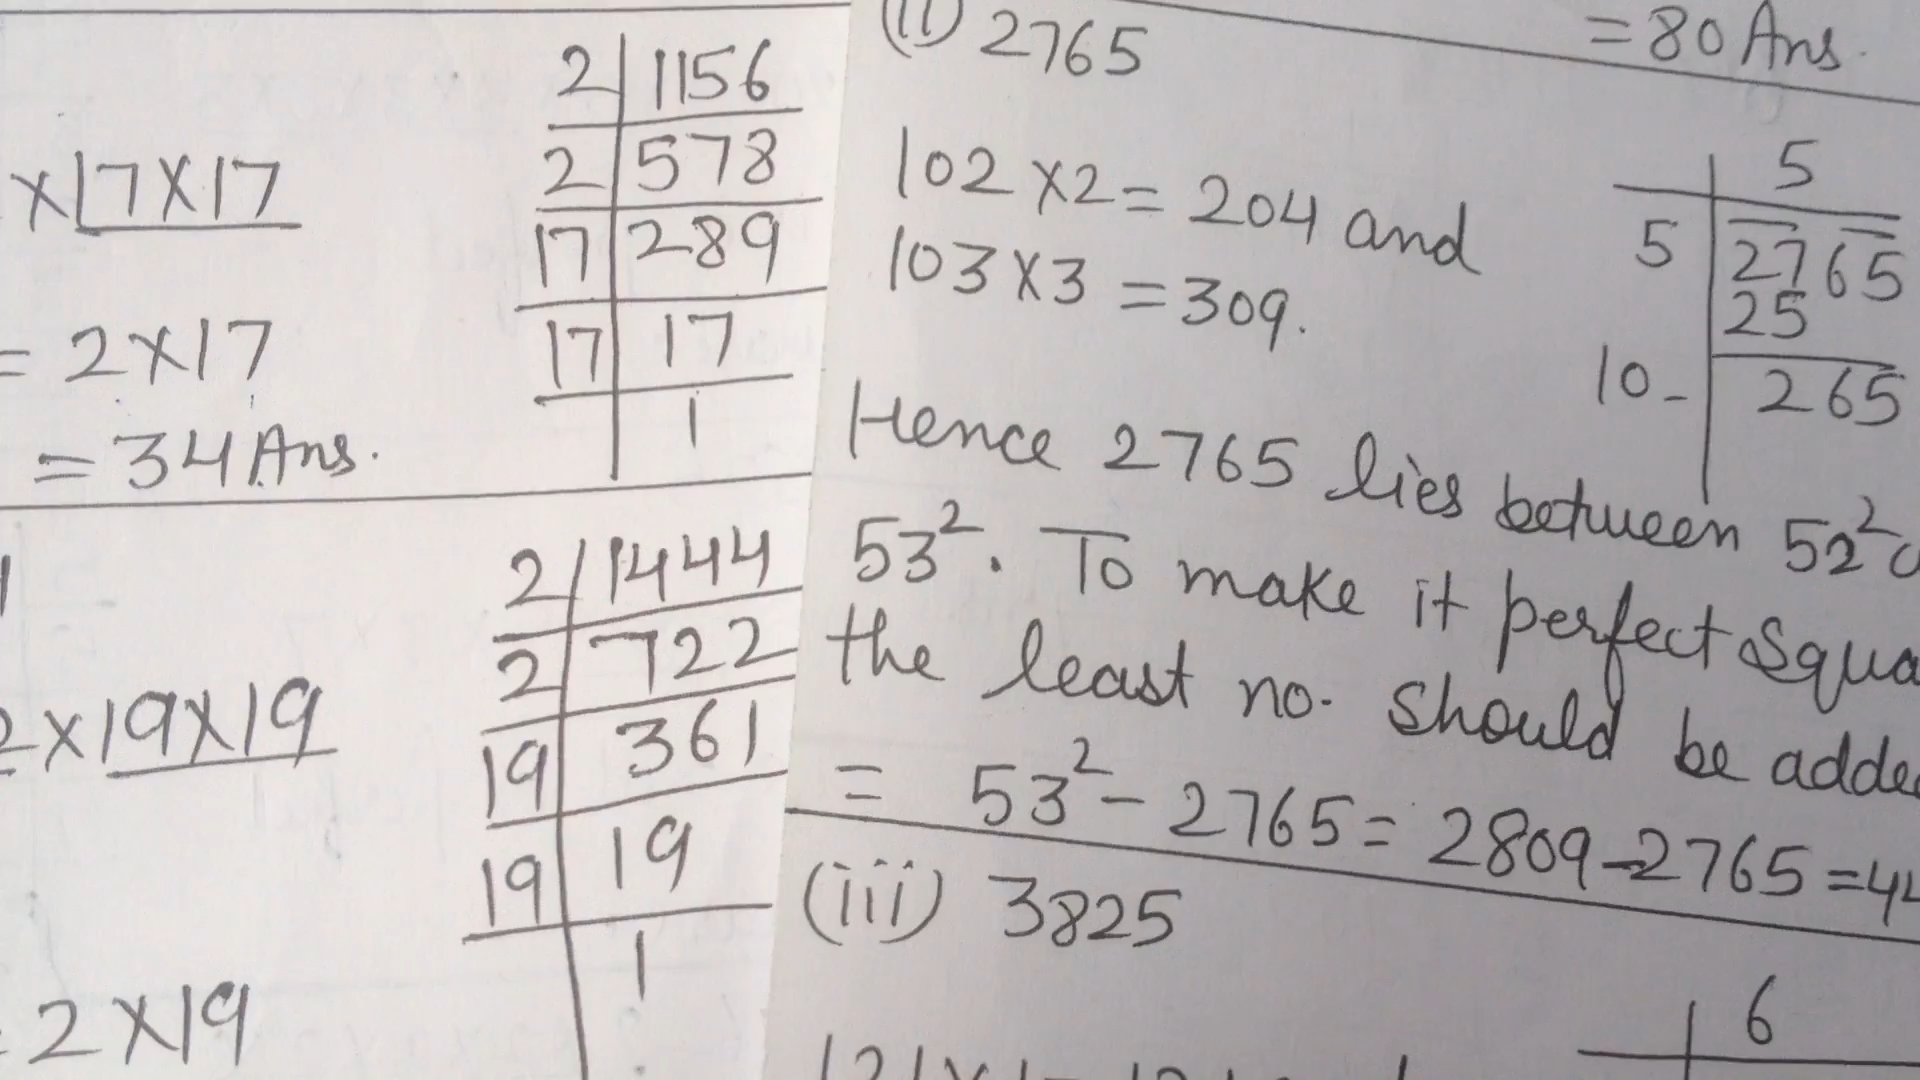 2 | 1156
2 | 578
×17×17
17 | 289
17 | 17
= 2×17
1
= 34 Ans.
2 | 1444
2 | 722
2×19×19
19 | 361
19 | 19
1
2×19
(ii) 2765
= 80 Ans.
102×2 = 204 and
103×3 = 309.
5
5 | 2765
25
10- | 265
Hence 2765 lies between 52²
53². To make it perfect Squa
the least no. should be adde
= 53² - 2765 = 2809-2765 = 44
(iii) 3825
6